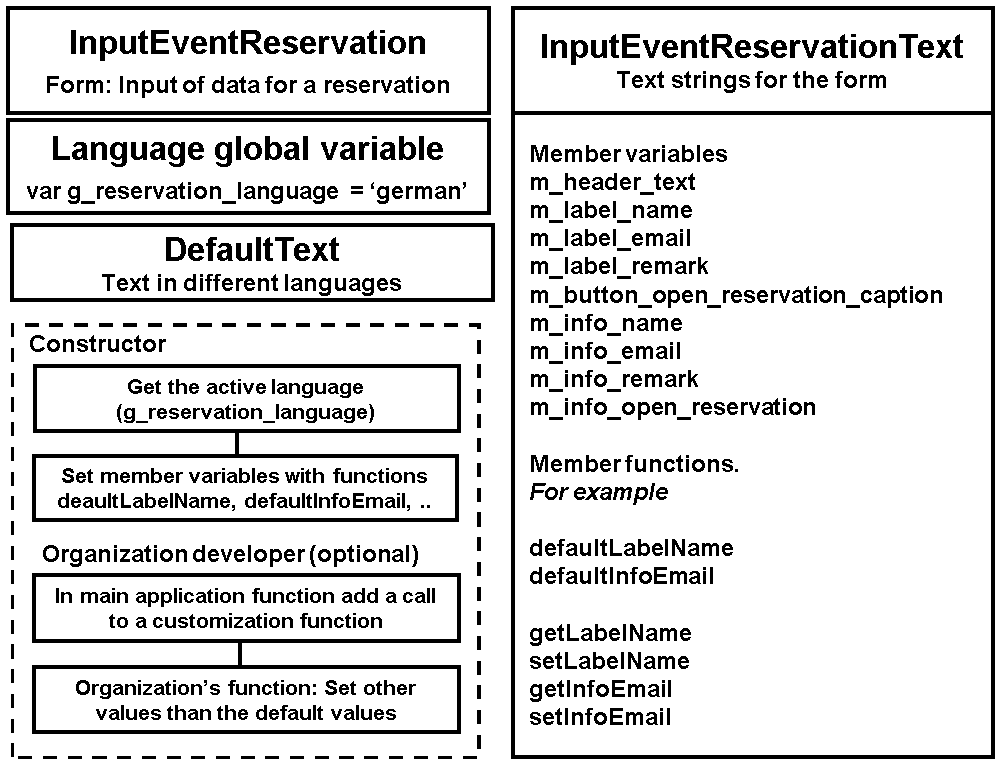 InputEventReservation
Form: Input of data for a reservation
Language global variable
var g_reservation_language = ‘german’
DefaultText
Text in different languages
Constructor
Get the active language
(g_reservation_language)
Set member variables with functions
deaultLabelName, defaultInfoEmail, ..
Organization developer (optional)
In main application function add a call
to a customization function
Organization’s function: Set other
values than the default values
InputEventReservationText
Text strings for the form
Member variables
m_header_text
m_label_name
m_label_email
m_label_remark
m_button_open_reservation_caption
m_info_name
m_info_email
m_info_remark
m_info_open_reservation
Member functions.
For example
defaultLabelName
defaultInfoEmail
getLabelName
setLabelName
getInfoEmail
setInfoEmail